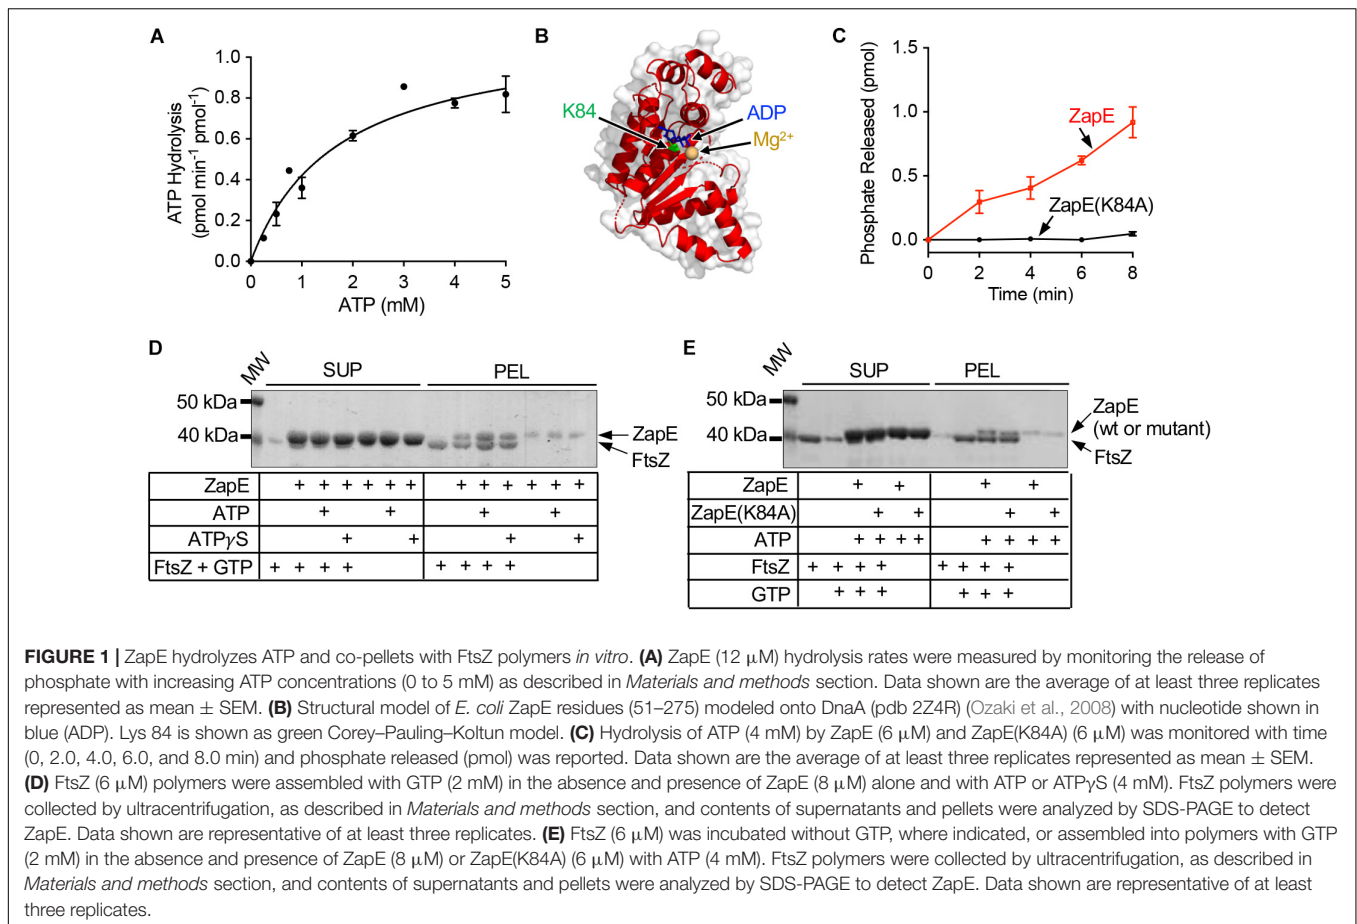 A
ATP Hydrolysis
(pmol min-1 pmol-1)
1.0
0.8
0.6
0.4
0.2
0.0
0 1 2 3 4 5
ATP (mM)
B
K84
ADP
Mg2+
C
Phosphate Released (pmol)
1.5
1.0
0.5
0.0
ZapE
ZapE(K84A)
0 2 4 6 8
Time (min)
D
MW SUP PEL
50 kDa
40 kDa
ZapE
FtsZ
ZapE + + + + + + + + + + + +
ATP + + + +
ATPγS + + + +
FtsZ + GTP + + + + + + + +
E
MW SUP PEL
50 kDa
40 kDa
ZapE
(wt or mutant)
FtsZ
ZapE + + + +
ZapE(K84A) + + + +
ATP + + + + + + + +
FtsZ + + + + + + + +
GTP + + + + + +
FIGURE 1 | ZapE hydrolyzes ATP and co-pellets with FtsZ polymers in vitro. (A) ZapE (12 μM) hydrolysis rates were measured by monitoring the release of
phosphate with increasing ATP concentrations (0 to 5 mM) as described in Materials and methods section. Data shown are the average of at least three replicates
represented as mean ± SEM. (B) Structural model of E. coli ZapE residues (51–275) modeled onto DnaA (pdb 2Z4R) (Ozaki et al., 2008) with nucleotide shown in
blue (ADP). Lys 84 is shown as green Corey–Pauling–Koltun model. (C) Hydrolysis of ATP (4 mM) by ZapE (6 μM) and ZapE(K84A) (6 μM) was monitored with time
(0, 2.0, 4.0, 6.0, and 8.0 min) and phosphate released (pmol) was reported. Data shown are the average of at least three replicates represented as mean ± SEM.
(D) FtsZ (6 μM) polymers were assembled with GTP (2 mM) in the absence and presence of ZapE (8 μM) alone and with ATP or ATPγS (4 mM). FtsZ polymers were
collected by ultracentrifugation, as described in Materials and methods section, and contents of supernatants and pellets were analyzed by SDS-PAGE to detect
ZapE. Data shown are representative of at least three replicates. (E) FtsZ (6 μM) was incubated without GTP, where indicated, or assembled into polymers with GTP
(2 mM) in the absence and presence of ZapE (8 μM) or ZapE(K84A) (6 μM) with ATP (4 mM). FtsZ polymers were collected by ultracentrifugation, as described in
Materials and methods section, and contents of supernatants and pellets were analyzed by SDS-PAGE to detect ZapE. Data shown are representative of at least
three replicates.